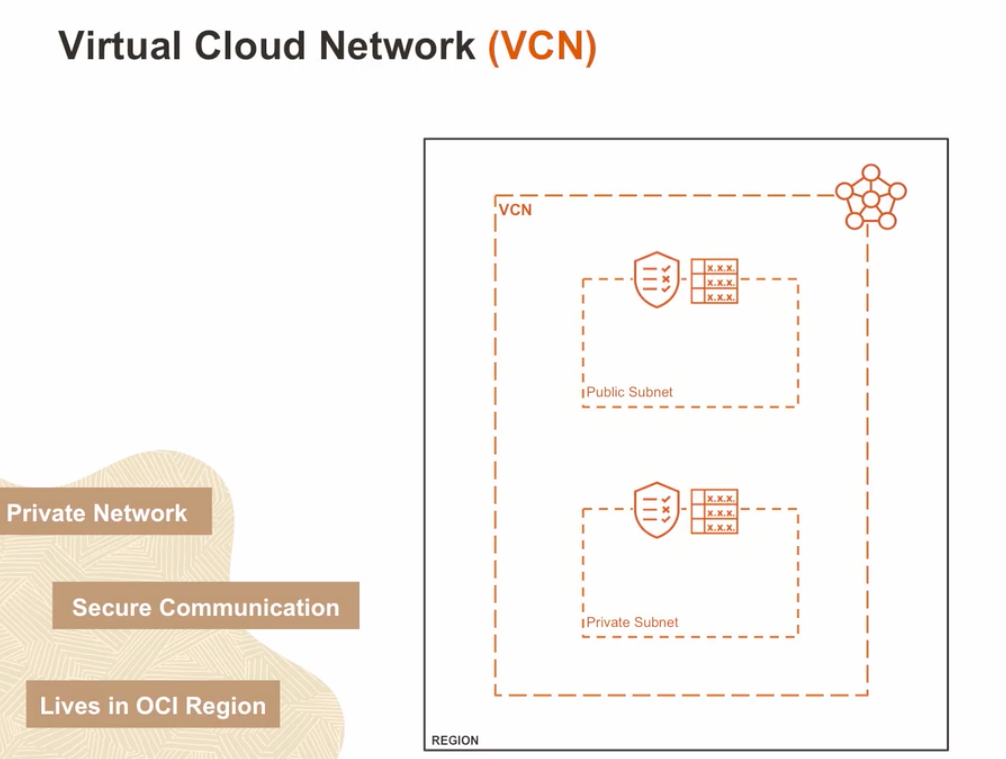 Virtual Cloud Network (VCN)
VCN
x.x.x.
x.x.x.
x.x.x.
Public Subnet
x.x.x.
x.x.x.
x.x.x.
Private Subnet
REGION
Private Network
Secure Communication
Lives in OCI Region